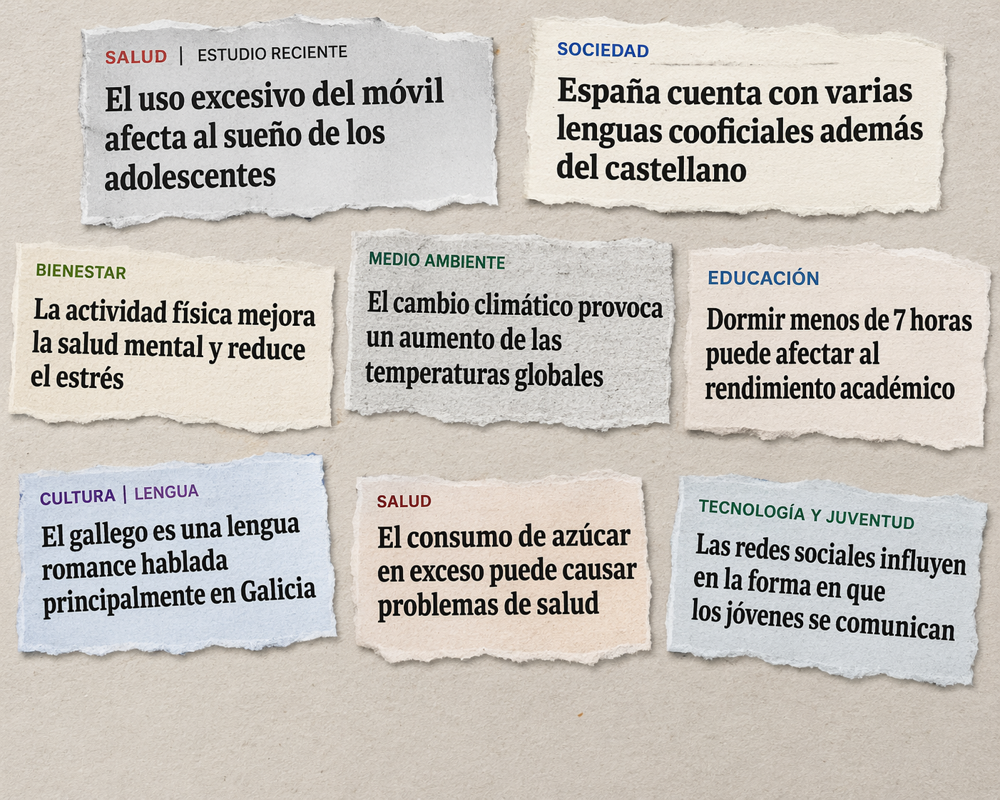 SALUD | ESTUDIO RECIENTE
El uso excesivo del móvil
afecta al sueño de los
adolescentes
SOCIEDAD
España cuenta con varias
lenguas cooficiales además
del castellano
BIENESTAR
La actividad física mejora
la salud mental y reduce
el estrés
MEDIO AMBIENTE
El cambio climático provoca
un aumento de las
temperaturas globales
EDUCACIÓN
Dormir menos de 7 horas
puede afectar al
rendimiento académico
CULTURA | LENGUA
El gallego es una lengua
romance hablada
principalmente en Galicia
SALUD
El consumo de azúcar
en exceso puede causar
problemas de salud
TECNOLOGÍA Y JUVENTUD
Las redes sociales influyen
en la forma en que
los jóvenes se comunican